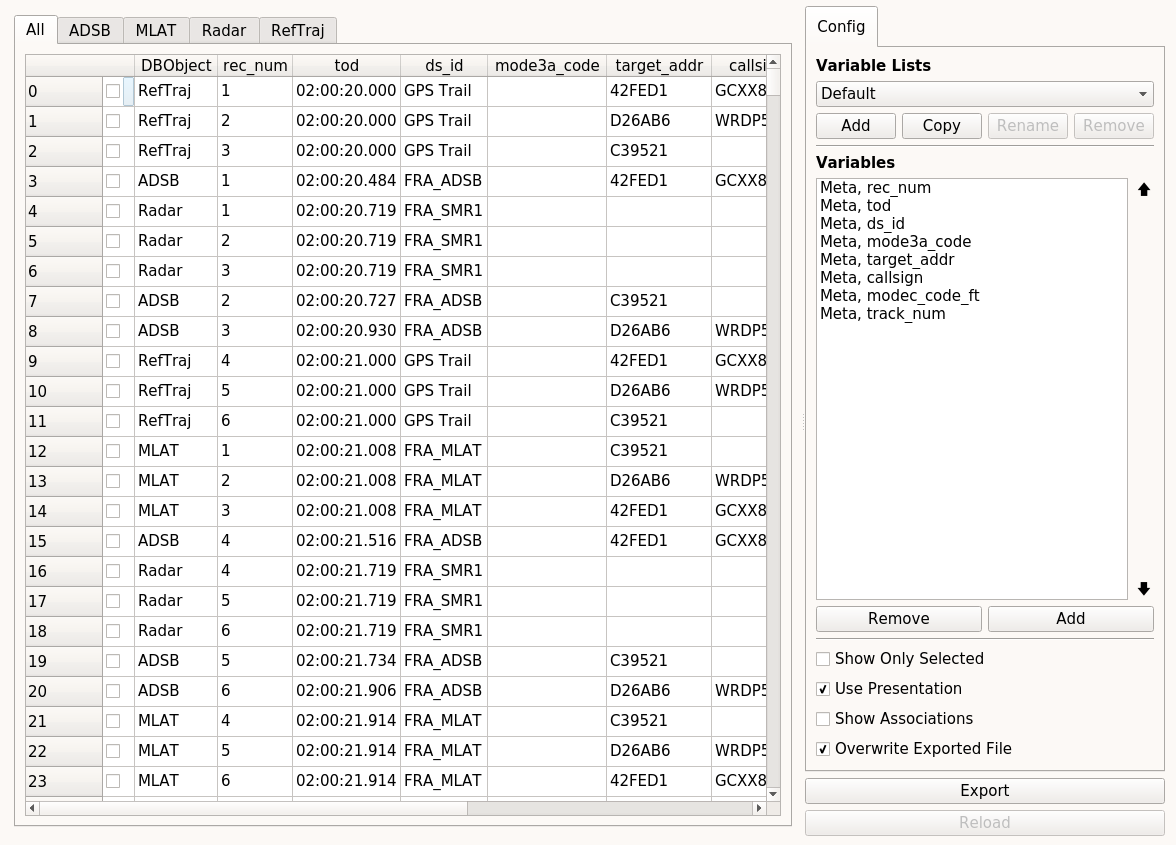 All ADSB MLAT Radar RefTraj
DBObject rec_num tod ds_id mode3a_code target_addr callsi
0 RefTraj 1 02:00:20.000 GPS Trail 42FED1 GCXX8
1 RefTraj 2 02:00:20.000 GPS Trail D26AB6 WRDP5
2 RefTraj 3 02:00:20.000 GPS Trail C39521
3 ADSB 1 02:00:20.484 FRA_ADSB 42FED1 GCXX8
4 Radar 1 02:00:20.719 FRA_SMR1
5 Radar 2 02:00:20.719 FRA_SMR1
6 Radar 3 02:00:20.719 FRA_SMR1
7 ADSB 2 02:00:20.727 FRA_ADSB C39521
8 ADSB 3 02:00:20.930 FRA_ADSB D26AB6 WRDP5
9 RefTraj 4 02:00:21.000 GPS Trail 42FED1 GCXX8
10 RefTraj 5 02:00:21.000 GPS Trail D26AB6 WRDP5
11 RefTraj 6 02:00:21.000 GPS Trail C39521
12 MLAT 1 02:00:21.008 FRA_MLAT C39521
13 MLAT 2 02:00:21.008 FRA_MLAT D26AB6 WRDP5
14 MLAT 3 02:00:21.008 FRA_MLAT 42FED1 GCXX8
15 ADSB 4 02:00:21.516 FRA_ADSB 42FED1 GCXX8
16 Radar 4 02:00:21.719 FRA_SMR1
17 Radar 5 02:00:21.719 FRA_SMR1
18 Radar 6 02:00:21.719 FRA_SMR1
19 ADSB 5 02:00:21.734 FRA_ADSB C39521
20 ADSB 6 02:00:21.906 FRA_ADSB D26AB6 WRDP5
21 MLAT 4 02:00:21.914 FRA_MLAT C39521
22 MLAT 5 02:00:21.914 FRA_MLAT D26AB6 WRDP5
23 MLAT 6 02:00:21.914 FRA_MLAT 42FED1 GCXX8
Config
Variable Lists
Default
Add Copy Rename Remove
Variables
Meta, rec_num
Meta, tod
Meta, ds_id
Meta, mode3a_code
Meta, target_addr
Meta, callsign
Meta, modec_code_ft
Meta, track_num
Remove Add
Show Only Selected
Use Presentation
Show Associations
Overwrite Exported File
Export
Reload